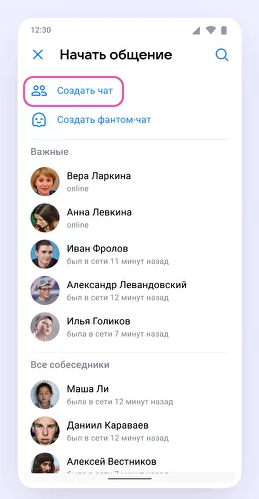 12:30
Начать общение
Создать чат
Создать фантом-чат
Важные
Вера Ларкина
online
Анна Левкина
online
Иван Фролов
был в сети 11 минут назад
Александр Левандовский
был в сети 12 минут назад
Илья Голиков
был в сети 7 минут назад
Все собеседники
Маша Ли
была в сети 12 минут назад
Даниил Караваев
был в сети 12 минут назад
Алексей Вестников
был в сети 7 минут назад